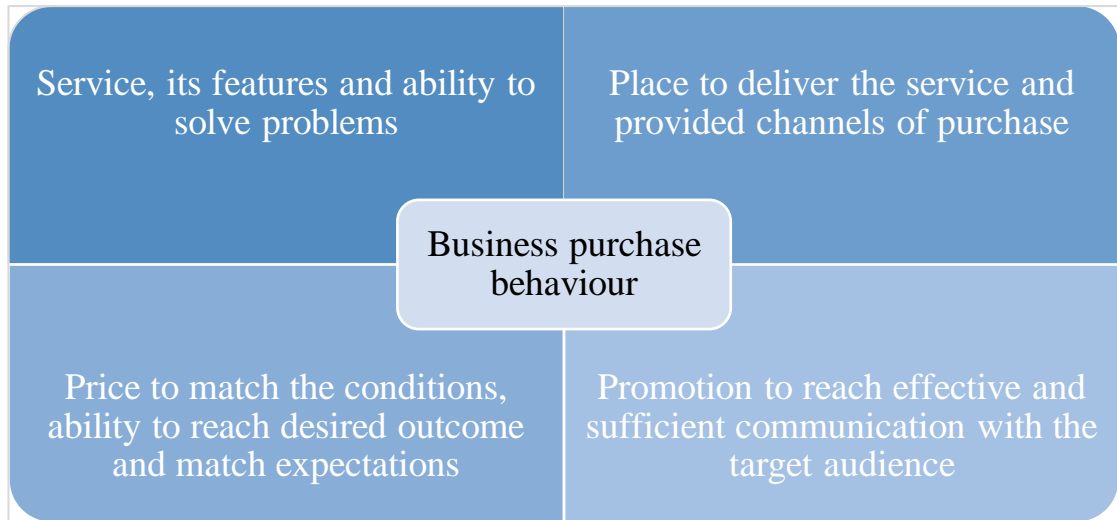 Service, its features and ability to
solve problems
Place to deliver the service and
provided channels of purchase
Business purchase
behaviour
Price to match the conditions,
ability to reach desired outcome
and match expectations
Promotion to reach effective and
sufficient communication with the
target audience